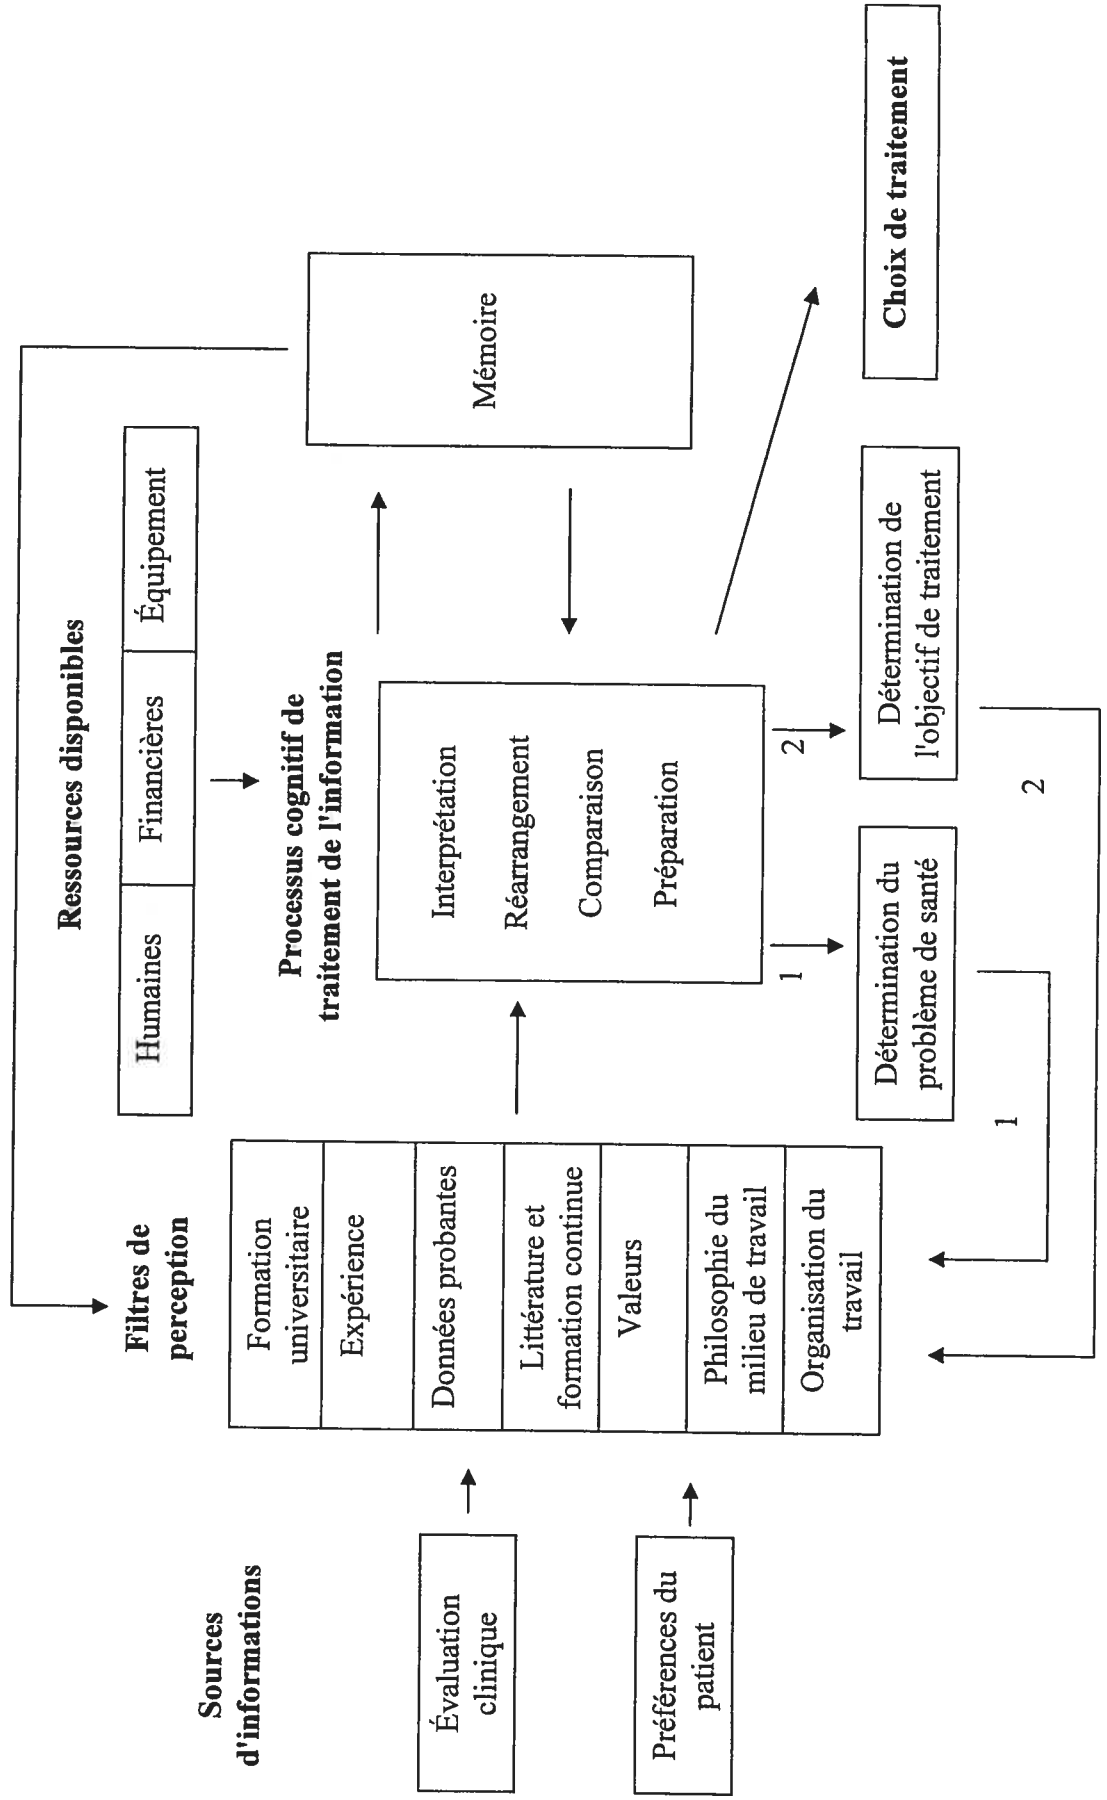 Ressources disponibles
Humaines
Financières
Équipement
Sources
d'informations
Évaluation
clinique
Préférences du
patient
Filtres de
perception
Formation
universitaire
Expérience
Données probantes
Littérature et
formation continue
Valeurs
Philosophie du
milieu de travail
Organisation du
travail
Processus cognitif de
traitement de l'information
Interprétation
Réarrangement
Comparaison
Préparation
Mémoire
1
2
Détermination du
problème de santé
Détermination de
l'objectif de traitement
Choix de traitement
1
2